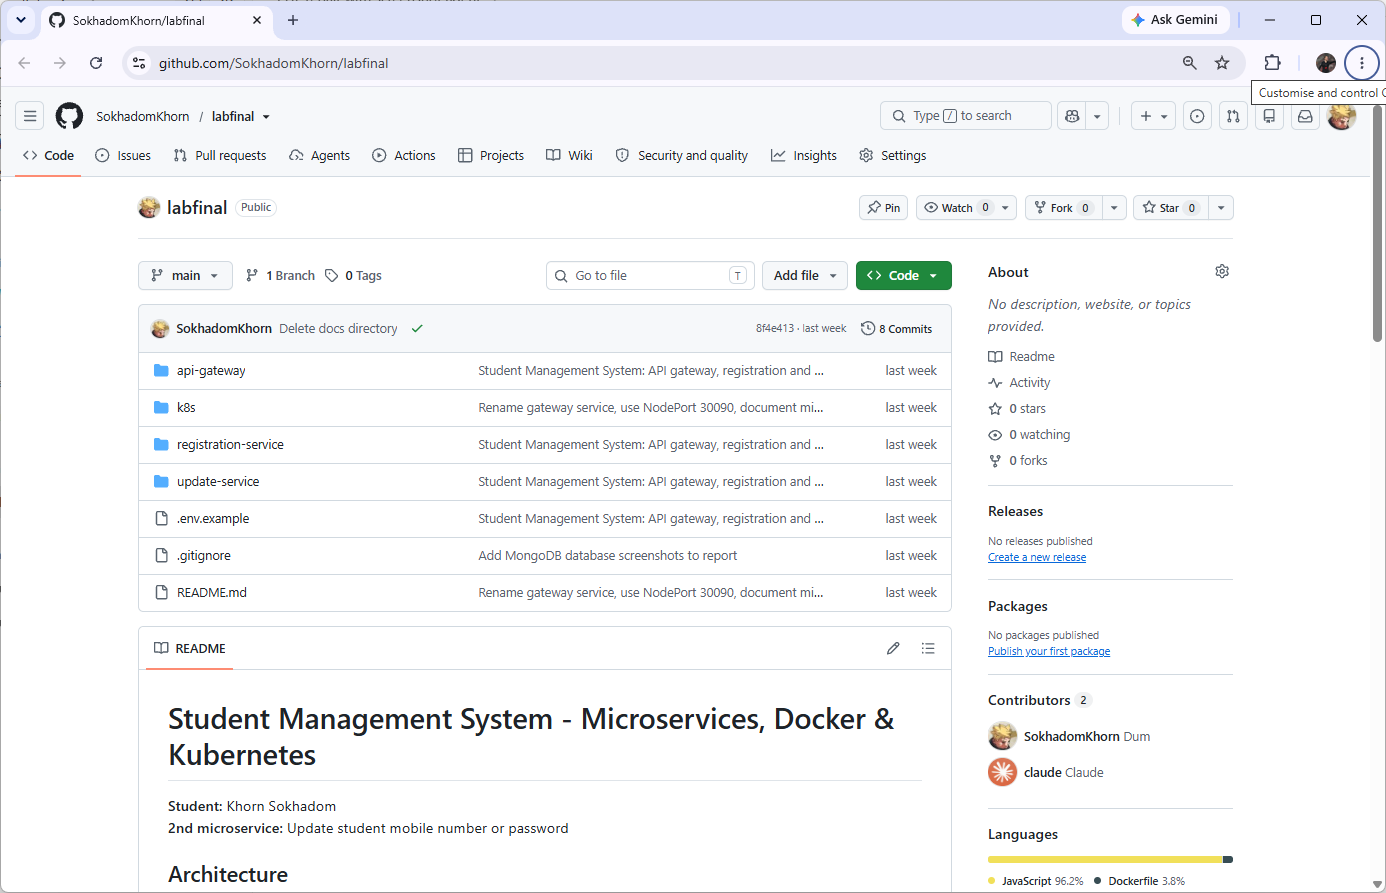 SokhadomKhorn/labfinal
Ask Gemini
github.com/SokhadomKhorn/labfinal
Customise and control
SokhadomKhorn / labfinal
Type / to search
Code Issues Pull requests Agents Actions Projects Wiki Security and quality Insights Settings
labfinal Public
Pin Watch 0 Fork 0 Star 0
main 1 Branch 0 Tags
Go to file T Add file Code
SokhadomKhorn Delete docs directory 8f4e413 · last week 8 Commits
api-gateway Student Management System: API gateway, registration and ... last week
k8s Rename gateway service, use NodePort 30090, document mi... last week
registration-service Student Management System: API gateway, registration and ... last week
update-service Student Management System: API gateway, registration and ... last week
.env.example Student Management System: API gateway, registration and ... last week
.gitignore Add MongoDB database screenshots to report last week
README.md Rename gateway service, use NodePort 30090, document mi... last week
README
Student Management System - Microservices, Docker &
Kubernetes
Student: Khorn Sokhadom
2nd microservice: Update student mobile number or password
Architecture
About
No description, website, or topics
provided.
Readme
Activity
0 stars
0 watching
0 forks
Releases
No releases published
Create a new release
Packages
No packages published
Publish your first package
Contributors 2
SokhadomKhorn Dum
claude Claude
Languages
JavaScript 96.2% Dockerfile 3.8%